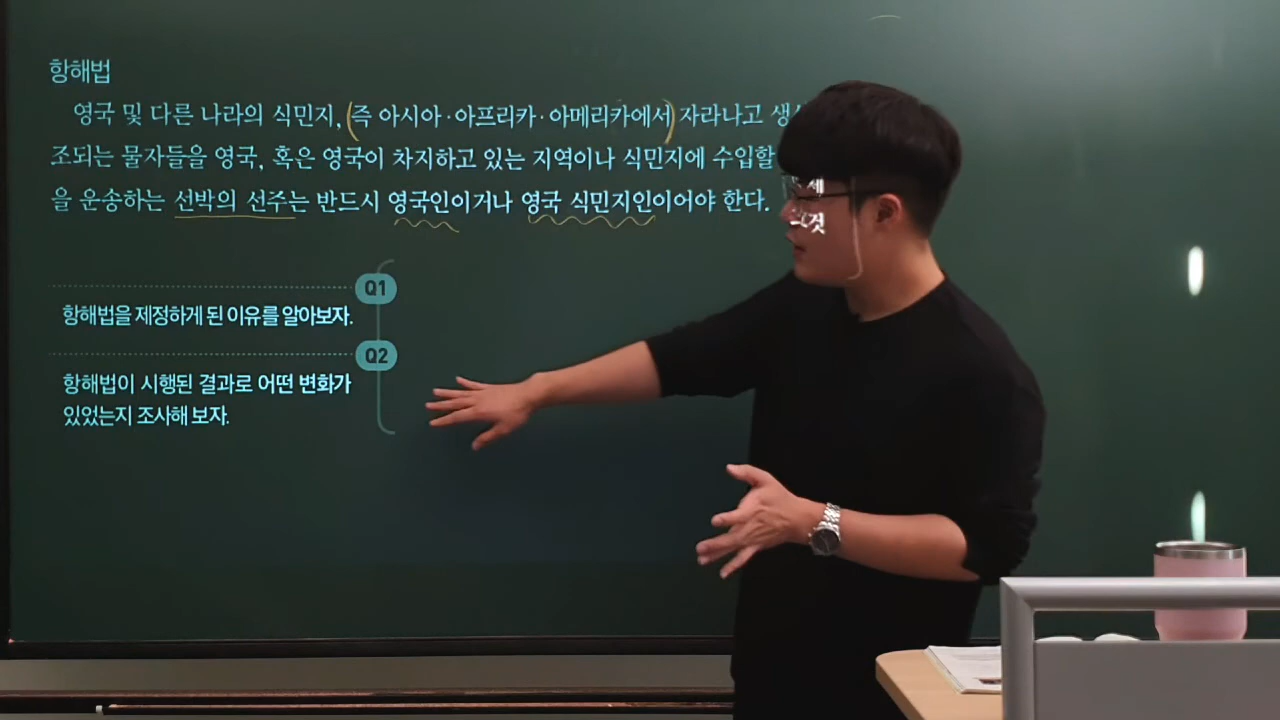 항해법
영국 및 다른 나라의 식민지, (즉 아시아·아프리카·아메리카에서) 자라나고
조되는 물자들을 영국, 혹은 영국이 차지하고 있는 지역이나 식민지에 수입할
을 운송하는 선박의 선주는 반드시 영국인이거나 영국 식민지인이어야 한다.
Q1
항해법을 제정하게 된 이유를 알아보자.
Q2
항해법이 시행된 결과로 어떤 변화가
있었는지 조사해 보자.